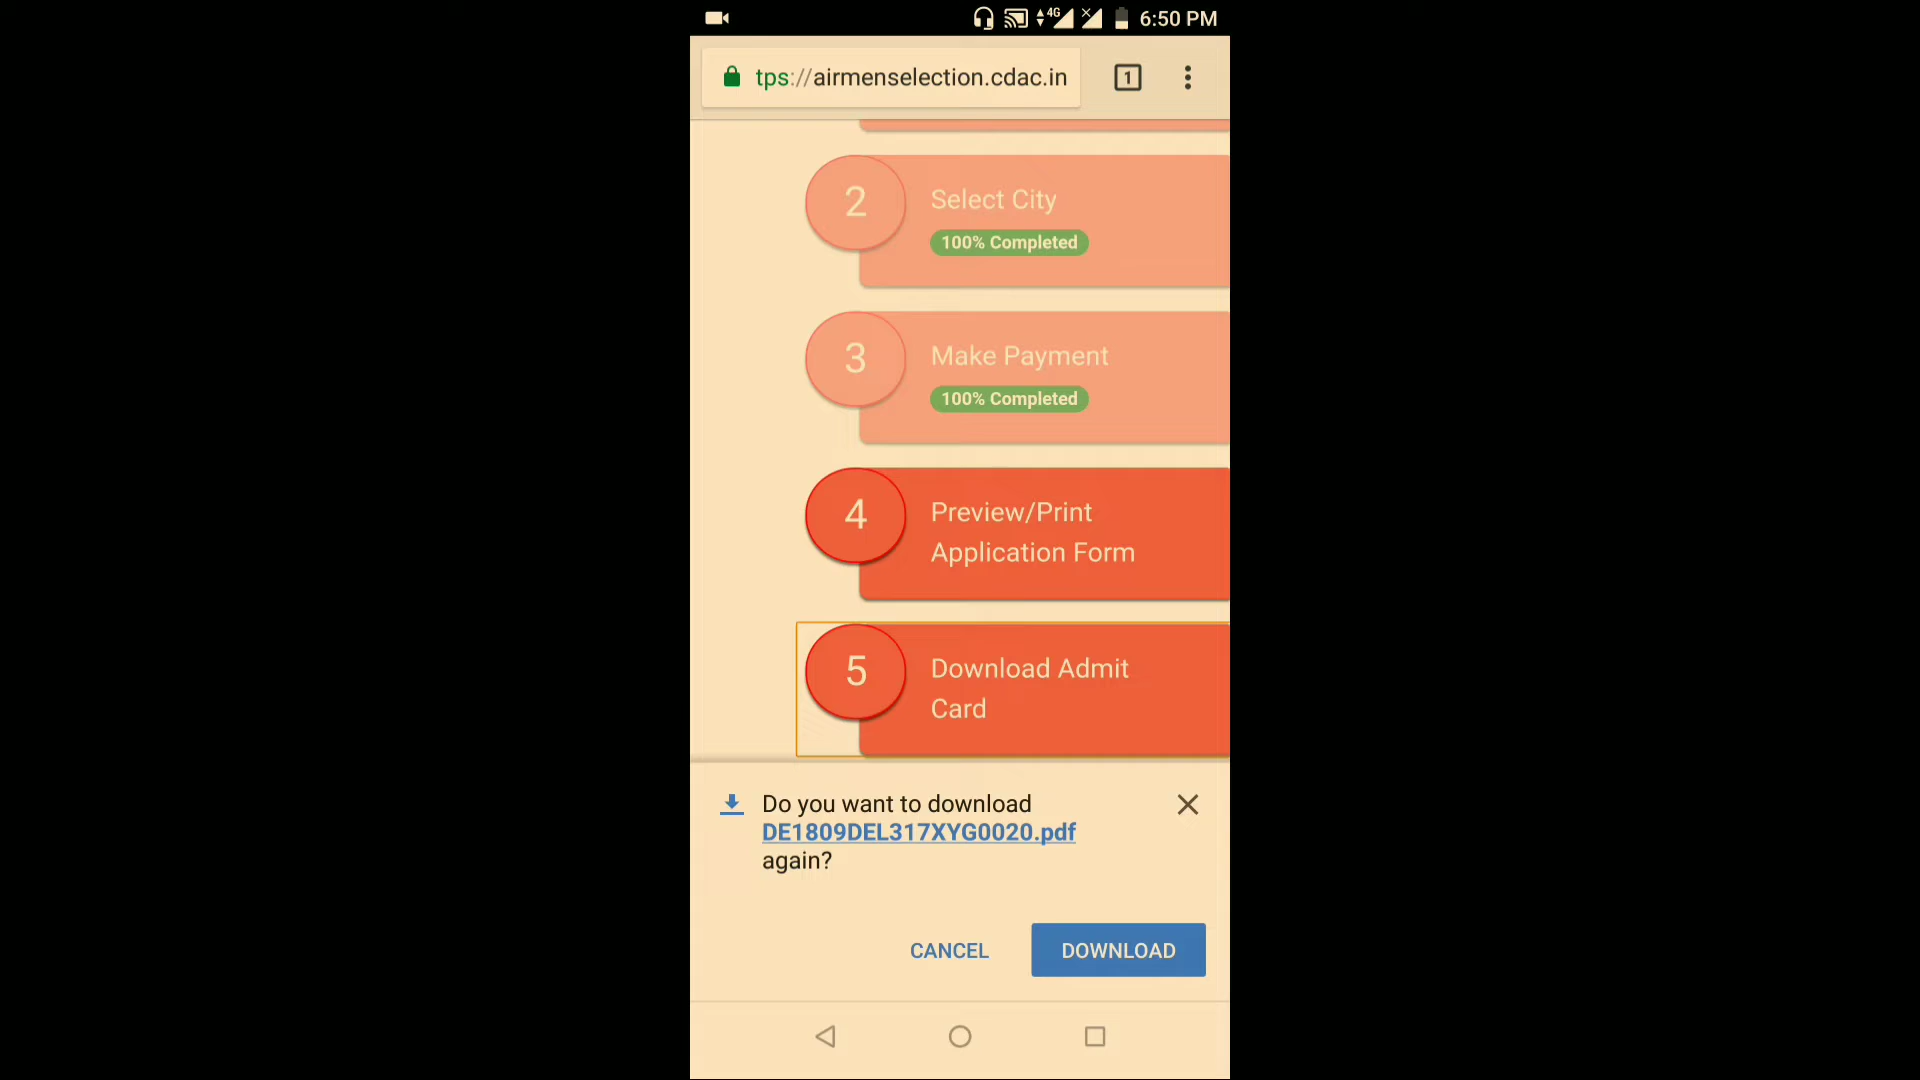 4G
6:50 PM
tps://airmenselection.cdac.in
1
2
Select City
100% Completed
3
Make Payment
100% Completed
4
Preview/Print
Application Form
5
Download Admit
Card
Do you want to download
DE1809DEL317XYG0020.pdf
again?
CANCEL
DOWNLOAD